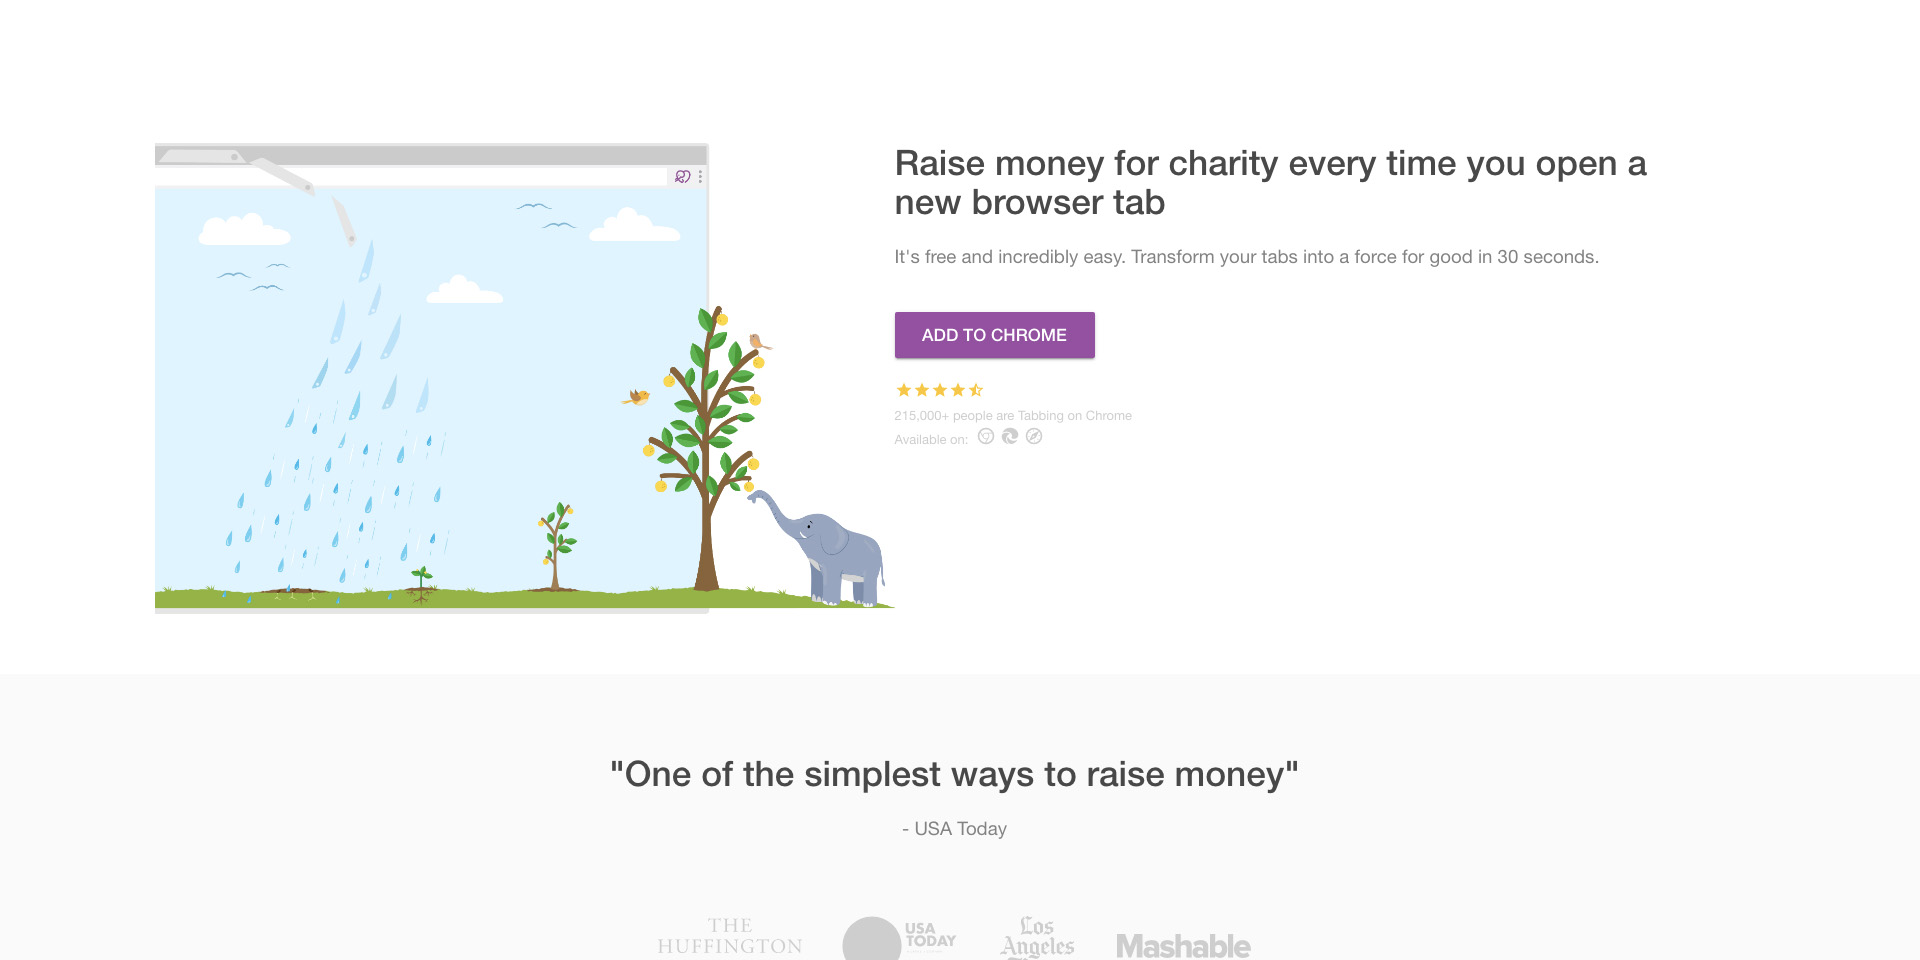 Raise money for charity every time you open a
new browser tab
It's free and incredibly easy. Transform your tabs into a force for good in 30 seconds.
ADD TO CHROME
215,000+ people are Tabbing on Chrome
Available on:
"One of the simplest ways to raise money"
- USA Today
THE
HUFFINGTON
USA
TODAY
Los
Angeles
Mashable